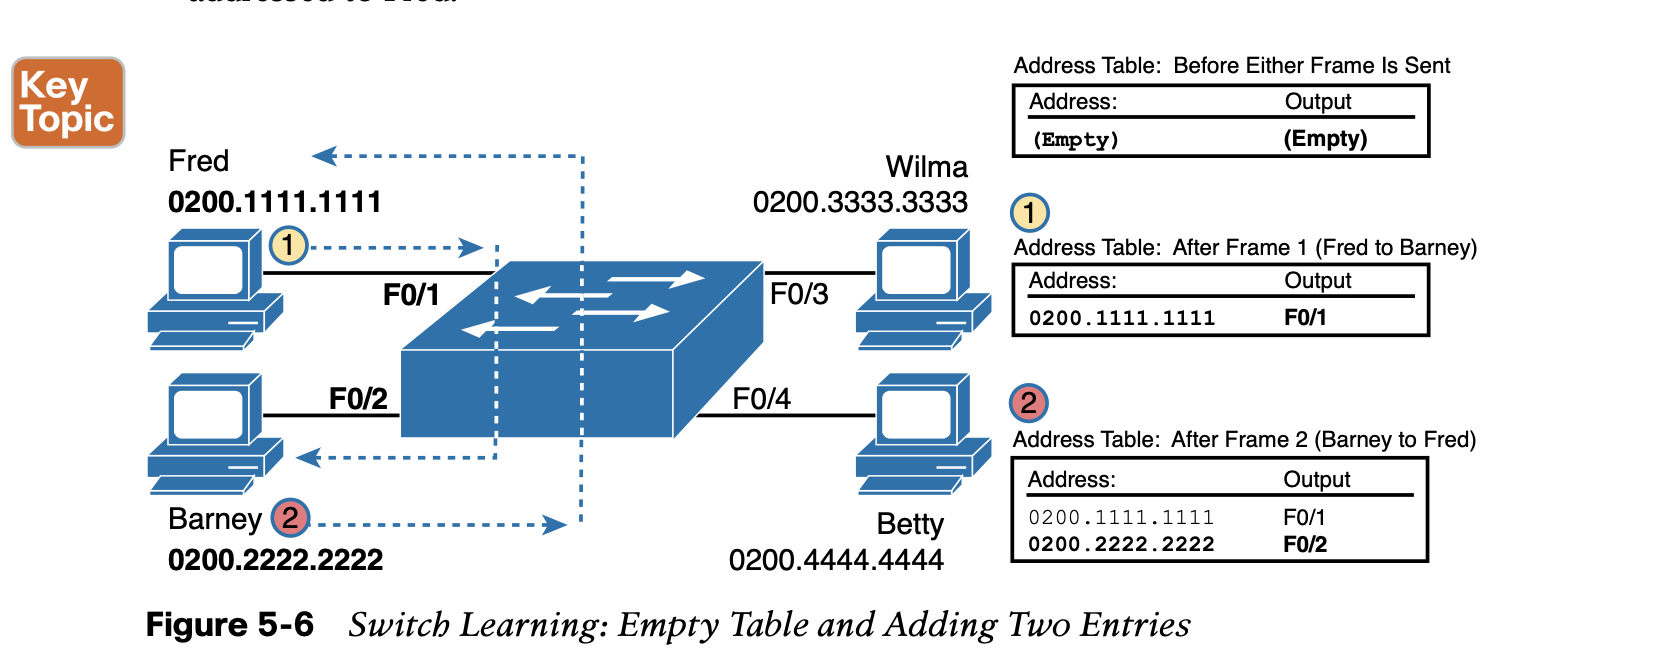 addressed to Fred.
Key
Topic
Fred
0200.1111.1111
1
F0/1
F0/2
Barney 2
0200.2222.2222
Wilma
0200.3333.3333
F0/3
F0/4
Betty
0200.4444.4444
Address Table: Before Either Frame Is Sent
Address: Output
(Empty) (Empty)
1
Address Table: After Frame 1 (Fred to Barney)
Address: Output
0200.1111.1111 F0/1
2
Address Table: After Frame 2 (Barney to Fred)
Address: Output
0200.1111.1111 F0/1
0200.2222.2222 F0/2
Figure 5-6 Switch Learning: Empty Table and Adding Two Entries